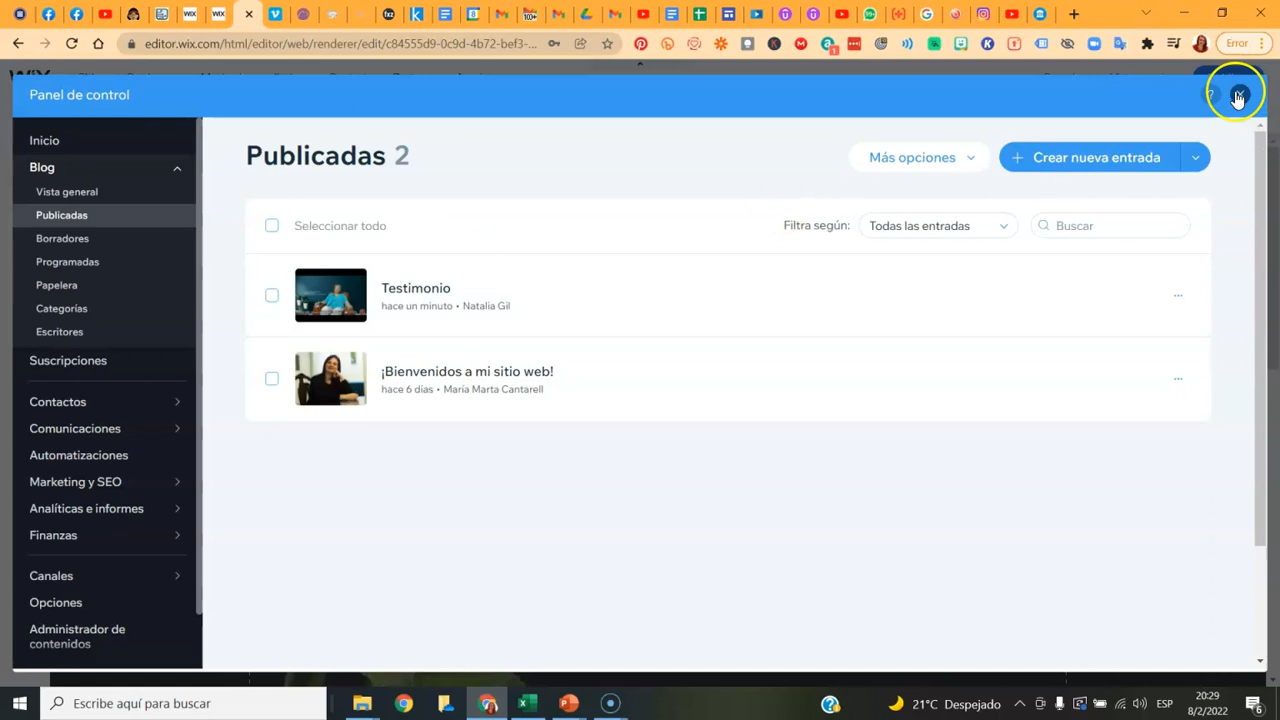 editor.wix.com/html/editor/web/renderer/edit/c84555d9-0c9d-4b72-bef3-...
Error
Panel de control
?
Inicio
Blog
Vista general
Publicadas
Borradores
Programadas
Papelera
Categorías
Escritores
Suscripciones
Contactos
Comunicaciones
Automatizaciones
Marketing y SEO
Analíticas e informes
Finanzas
Canales
Opciones
Administrador de
contenidos
Publicadas 2
Más opciones
+ Crear nueva entrada
Seleccionar todo
Filtra según:
Todas las entradas
Buscar
Testimonio
hace un minuto • Natalia Gil
¡Bienvenidos a mi sitio web!
hace 6 días • María Marta Cantarell
Escribe aquí para buscar
21°C Despejado
ESP
20:29
8/2/2022
6